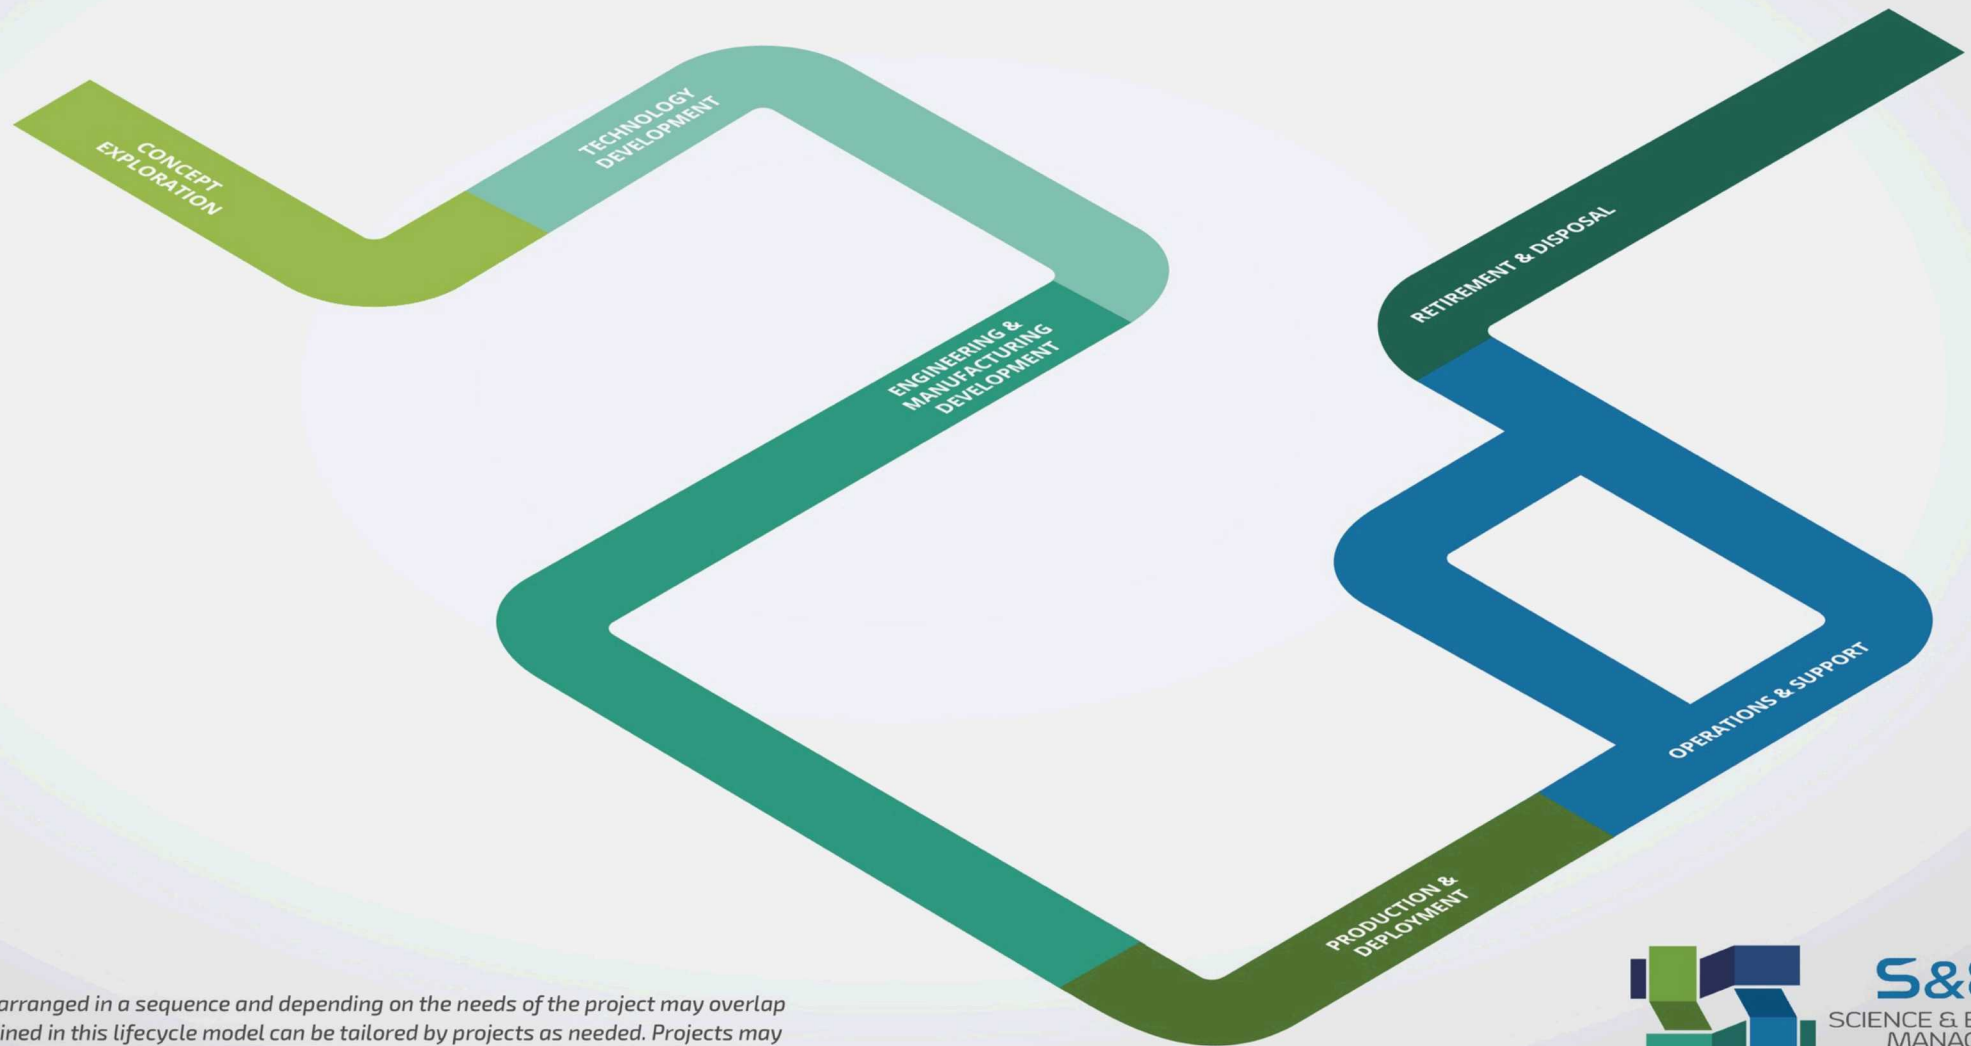 CONCEPT
EXPLORATION
TECHNOLOGY
DEVELOPMENT
ENGINEERING &
MANUFACTURING
DEVELOPMENT
RETIREMENT & DISPOSAL
OPERATIONS & SUPPORT
PRODUCTION &
DEPLOYMENT
arranged in a sequence and depending on the needs of the project may overlap
in this lifecycle model can be tailored by projects as needed. Projects may
S&
SCIENCE &